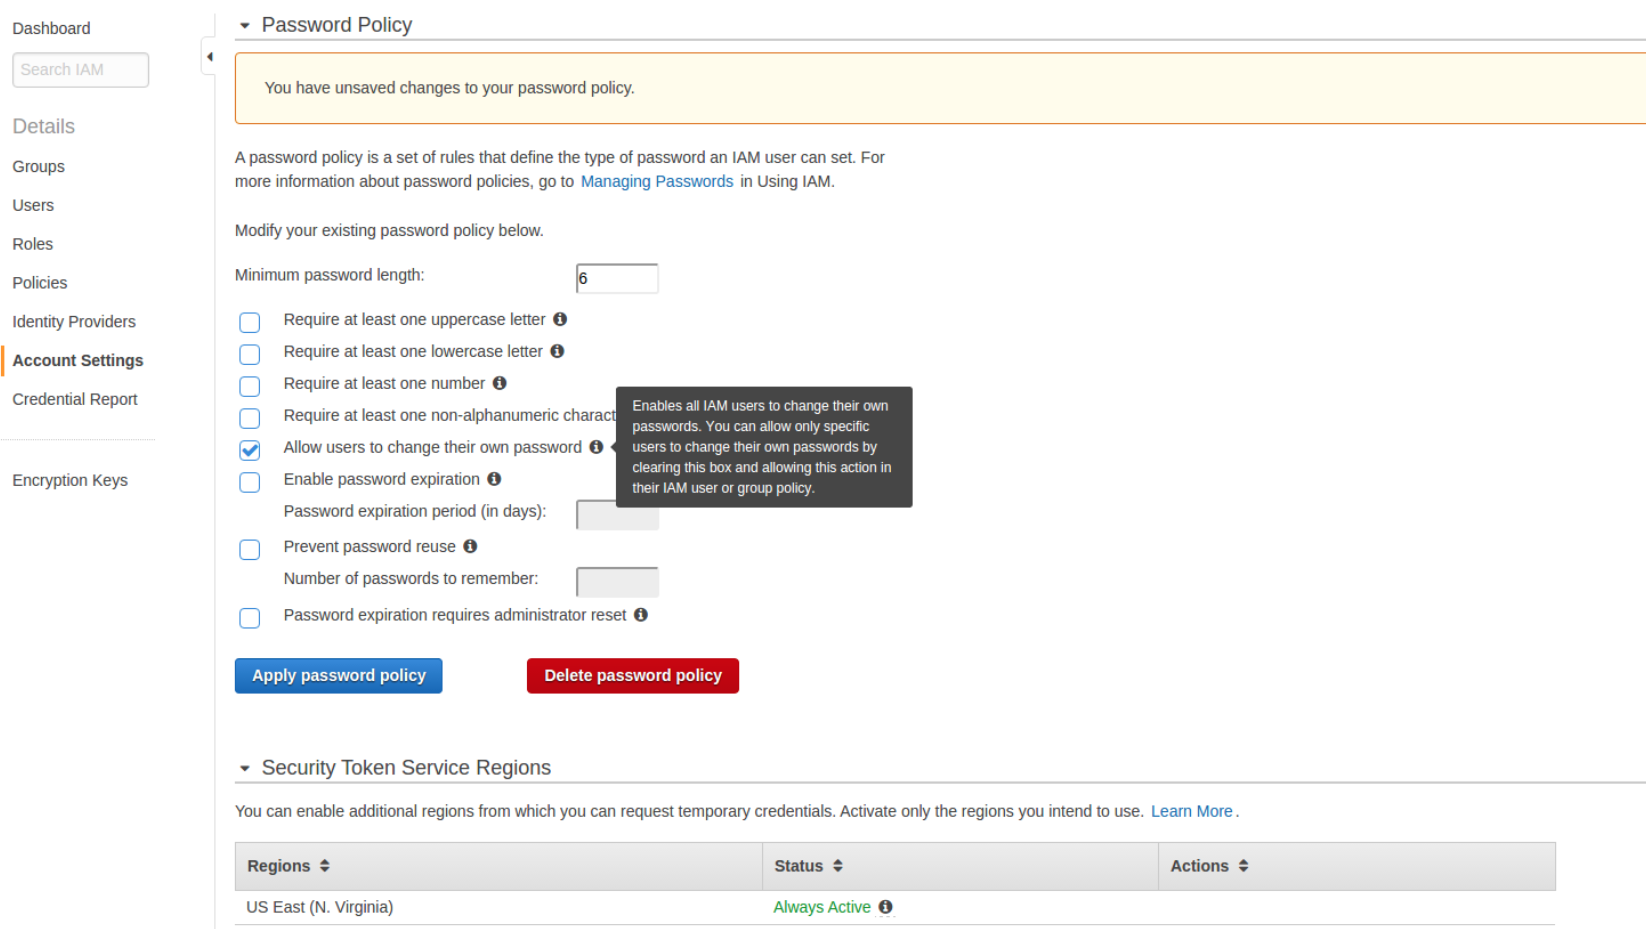 Dashboard
Search IAM
Details
Groups
Users
Roles
Policies
Identity Providers
Account Settings
Credential Report
Encryption Keys
Password Policy
You have unsaved changes to your password policy.
A password policy is a set of rules that define the type of password an IAM user can set. For
more information about password policies, go to Managing Passwords in Using IAM.
Modify your existing password policy below.
Minimum password length: 6
Require at least one uppercase letter
Require at least one lowercase letter
Require at least one number
Require at least one non-alphanumeric charact
Allow users to change their own password
Enables all IAM users to change their own
passwords. You can allow only specific
users to change their own passwords by
clearing this box and allowing this action in
their IAM user or group policy.
Enable password expiration
Password expiration period (in days):
Prevent password reuse
Number of passwords to remember:
Password expiration requires administrator reset
Apply password policy Delete password policy
Security Token Service Regions
You can enable additional regions from which you can request temporary credentials. Activate only the regions you intend to use. Learn More.
Regions Status Actions
US East (N. Virginia) Always Active